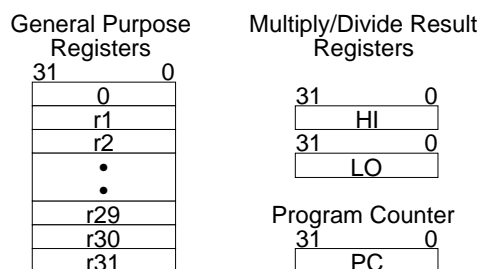 General Purpose
Registers
31 0
0
r1
r2
•
•
r29
r30
r31
Multiply/Divide Result
Registers
31 0
HI
31 0
LO
Program Counter
31 0
PC